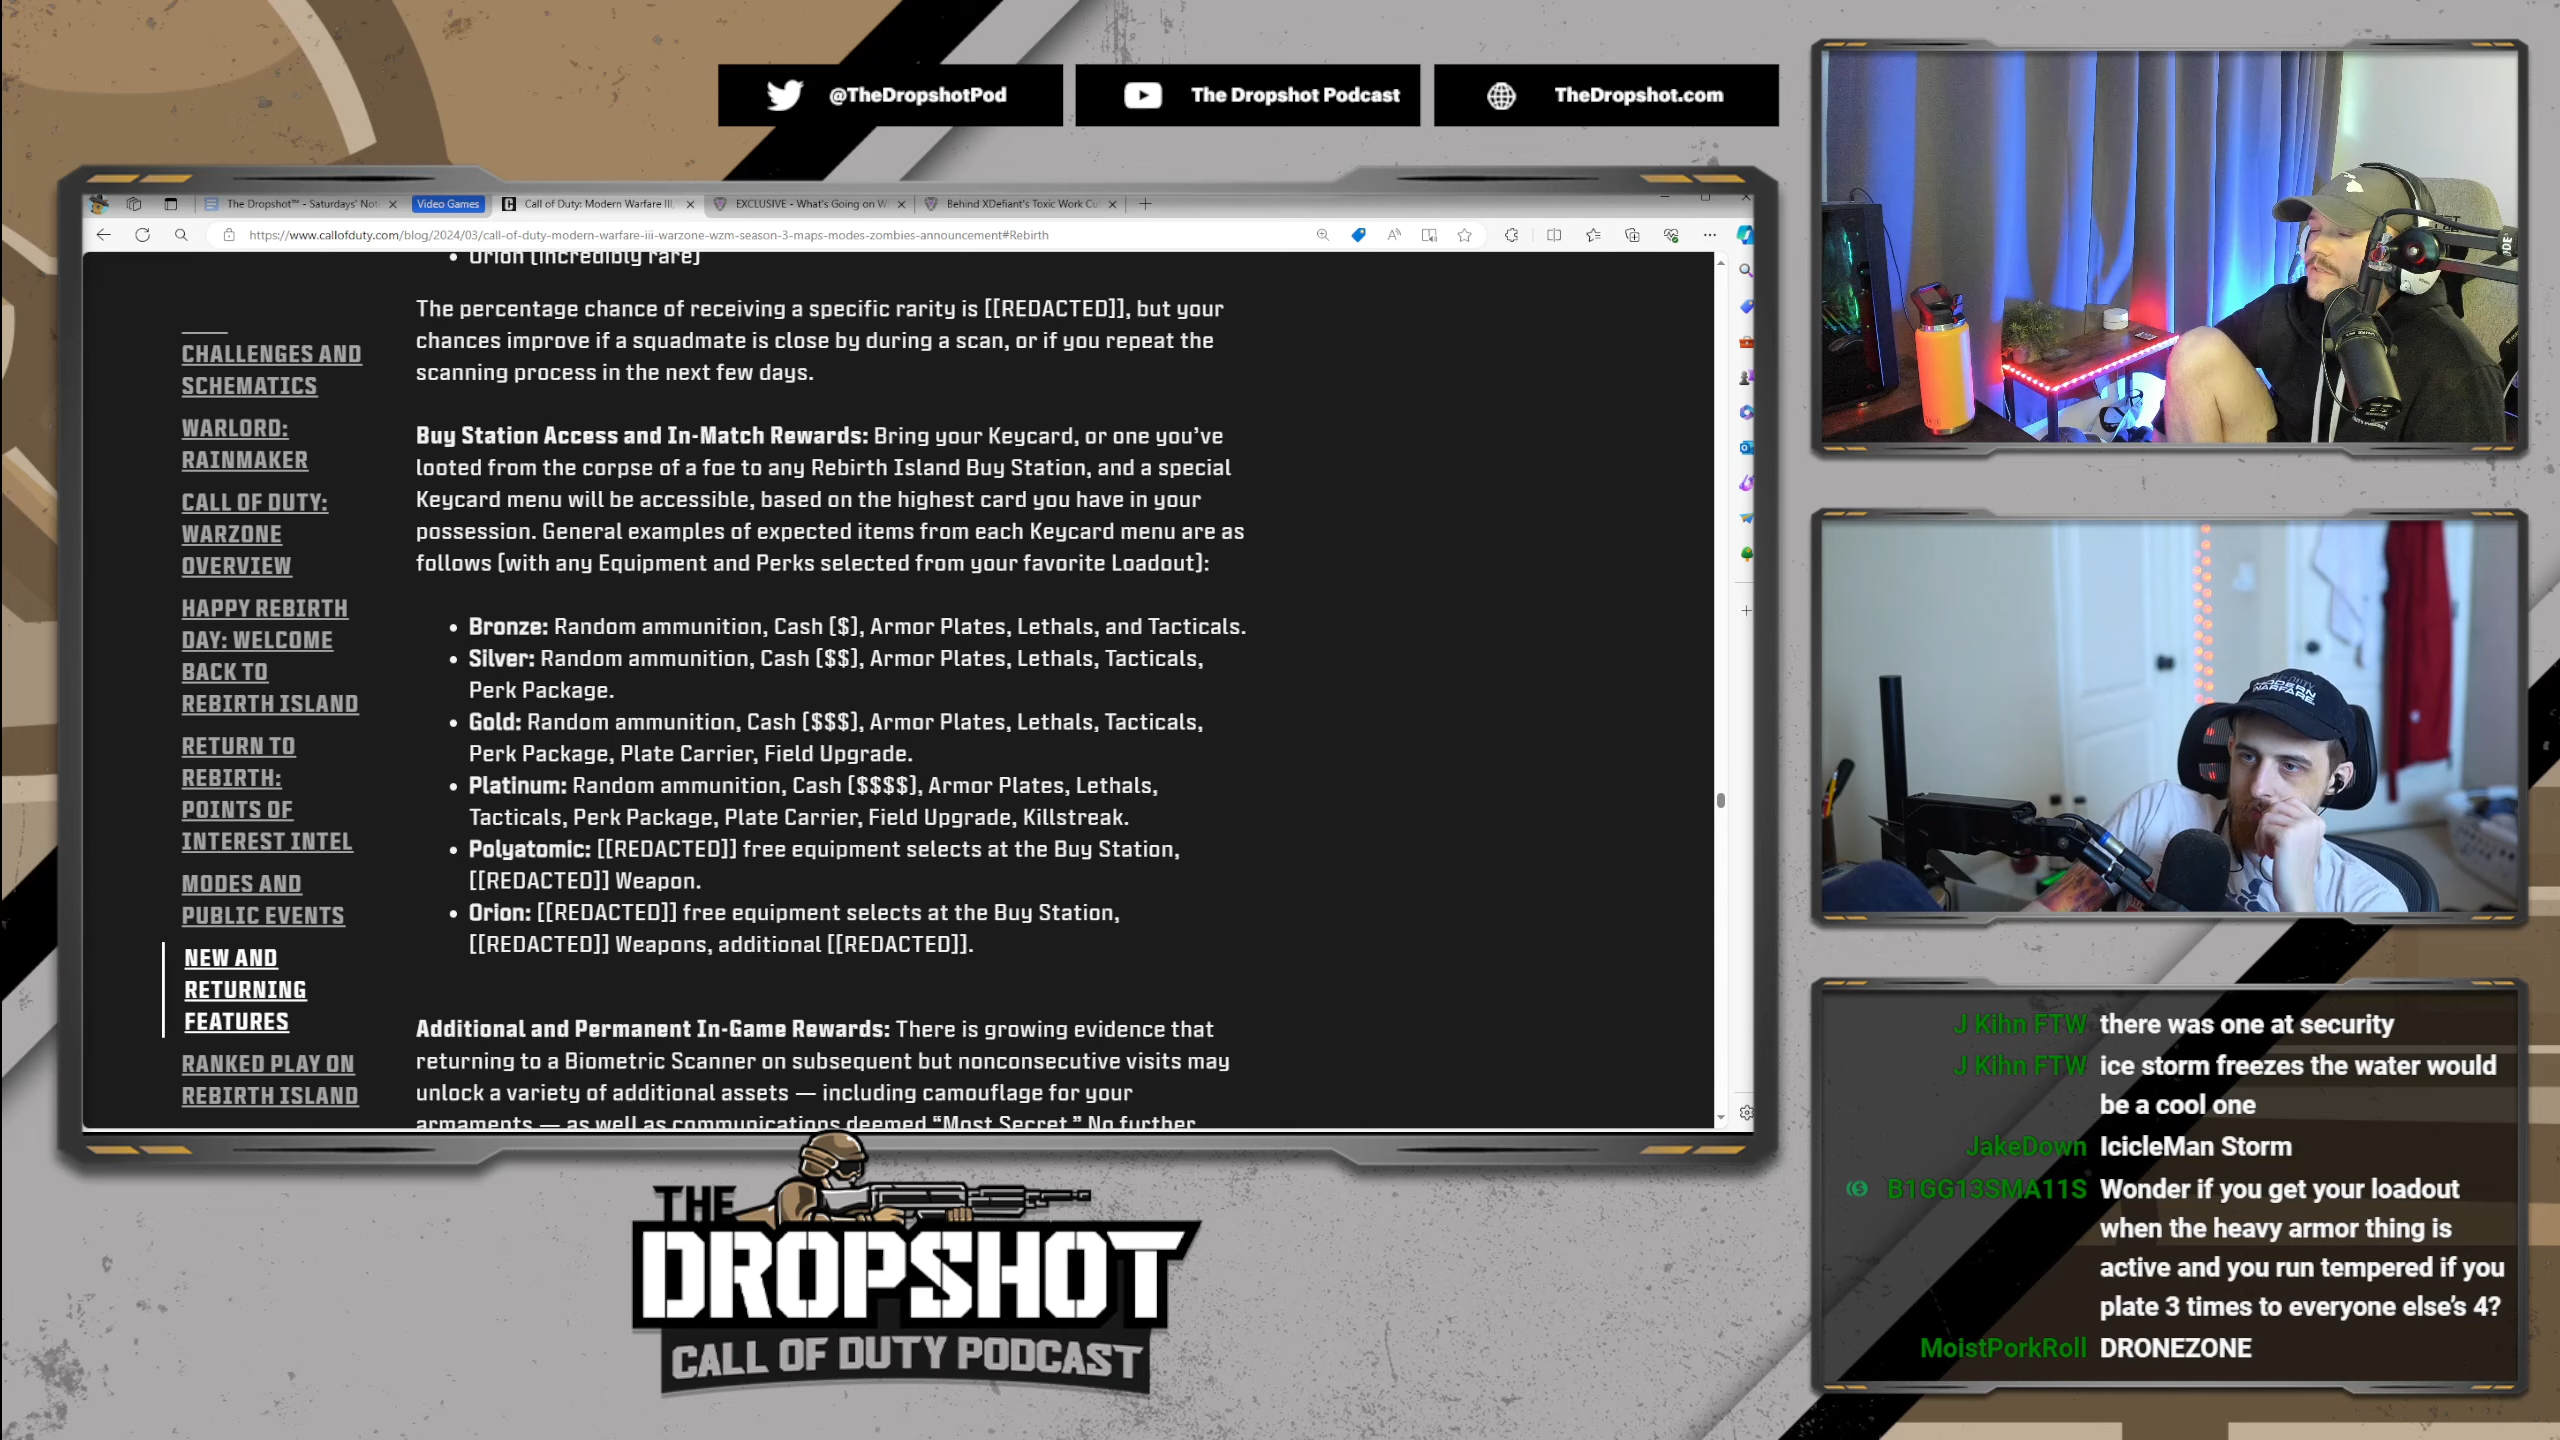 @TheDropshotPod
The Dropshot Podcast
TheDropshot.com
The Dropshot™ - Saturdays' Not
Video Games
Call of Duty: Modern Warfare III,
EXCLUSIVE - What's Going on W
Behind XDefiant's Toxic Work Cu
https://www.callofduty.com/blog/2024/03/call-of-duty-modern-warfare-iii-warzone-wzm-season-3-maps-modes-zombies-announcement#Rebirth
• Orion [incredibly rare]
The percentage chance of receiving a specific rarity is [[REDACTED]], but your
chances improve if a squadmate is close by during a scan, or if you repeat the
scanning process in the next few days.
Buy Station Access and In-Match Rewards: Bring your Keycard, or one you’ve
looted from the corpse of a foe to any Rebirth Island Buy Station, and a special
Keycard menu will be accessible, based on the highest card you have in your
possession. General examples of expected items from each Keycard menu are as
follows [with any Equipment and Perks selected from your favorite Loadout]:
• Bronze: Random ammunition, Cash [$], Armor Plates, Lethals, and Tacticals.
• Silver: Random ammunition, Cash [$$], Armor Plates, Lethals, Tacticals,
Perk Package.
• Gold: Random ammunition, Cash [$$$], Armor Plates, Lethals, Tacticals,
Perk Package, Plate Carrier, Field Upgrade.
• Platinum: Random ammunition, Cash [$$$$], Armor Plates, Lethals,
Tacticals, Perk Package, Plate Carrier, Field Upgrade, Killstreak.
• Polyatomic: [[REDACTED]] free equipment selects at the Buy Station,
[[REDACTED]] Weapon.
• Orion: [[REDACTED]] free equipment selects at the Buy Station,
[[REDACTED]] Weapons, additional [[REDACTED]].
Additional and Permanent In-Game Rewards: There is growing evidence that
returning to a Biometric Scanner on subsequent but nonconsecutive visits may
unlock a variety of additional assets — including camouflage for your
armaments — as well as communications deemed “Most Secret.” No further
CHALLENGES AND
SCHEMATICS
WARLORD:
RAINMAKER
CALL OF DUTY:
WARZONE
OVERVIEW
HAPPY REBIRTH
DAY: WELCOME
BACK TO
REBIRTH ISLAND
RETURN TO
REBIRTH:
POINTS OF
INTEREST INTEL
MODES AND
PUBLIC EVENTS
NEW AND
RETURNING
FEATURES
RANKED PLAY ON
REBIRTH ISLAND
MODERN
WARFARE
J Kihn FTW there was one at security
J Kihn FTW ice storm freezes the water would
be a cool one
JakeDown IcicleMan Storm
B1GG13SMA11S Wonder if you get your loadout
when the heavy armor thing is
active and you run tempered if you
plate 3 times to everyone else's 4?
MoistPorkRoll DRONEZONE
THE
DROPSHOT
CALL OF DUTY PODCAST